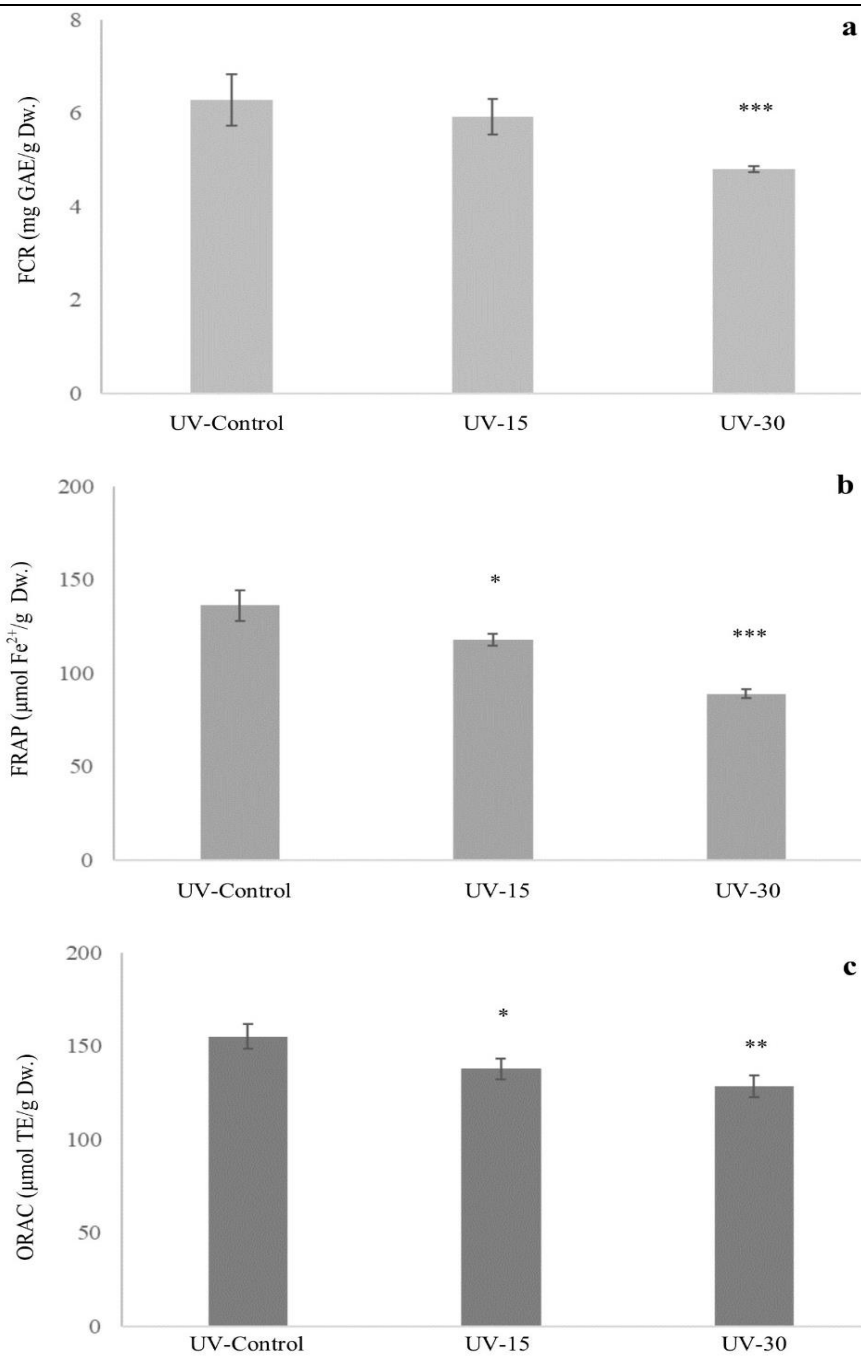 a
8
6
4
2
0
FCR (mg GAE/g Dw.)
***
UV-Control UV-15 UV-30
b
200
150
100
50
0
FRAP (µmol Fe²⁺/g Dw.)
*
***
UV-Control UV-15 UV-30
c
200
150
100
50
0
ORAC (µmol TE/g Dw.)
*
**
UV-Control UV-15 UV-30